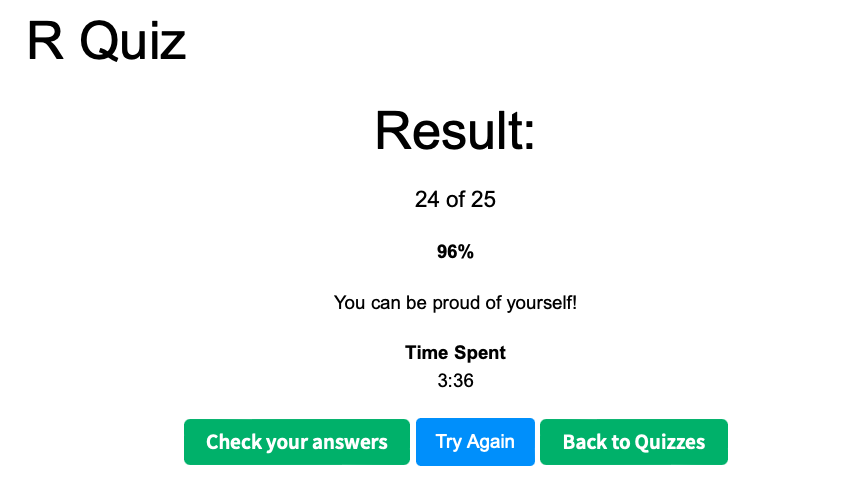 R Quiz
Result:
24 of 25
96%
You can be proud of yourself!
Time Spent
3:36
Check your answers Try Again Back to Quizzes